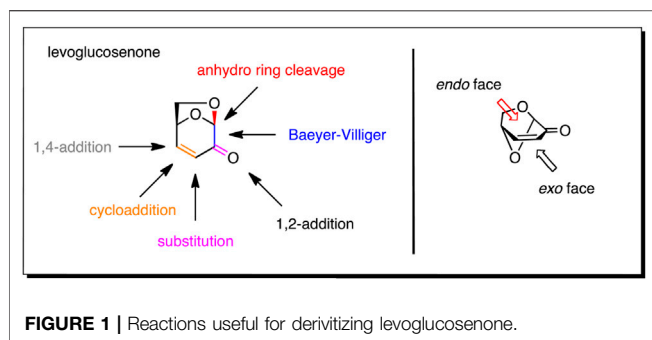 levoglucosenone
anhydro ring cleavage
O
O
Baeyer-Villiger
O
1,4-addition
cycloaddition
substitution
1,2-addition
endo face
O
O
O
exo face
FIGURE 1 | Reactions useful for derivitizing levoglucosenone.